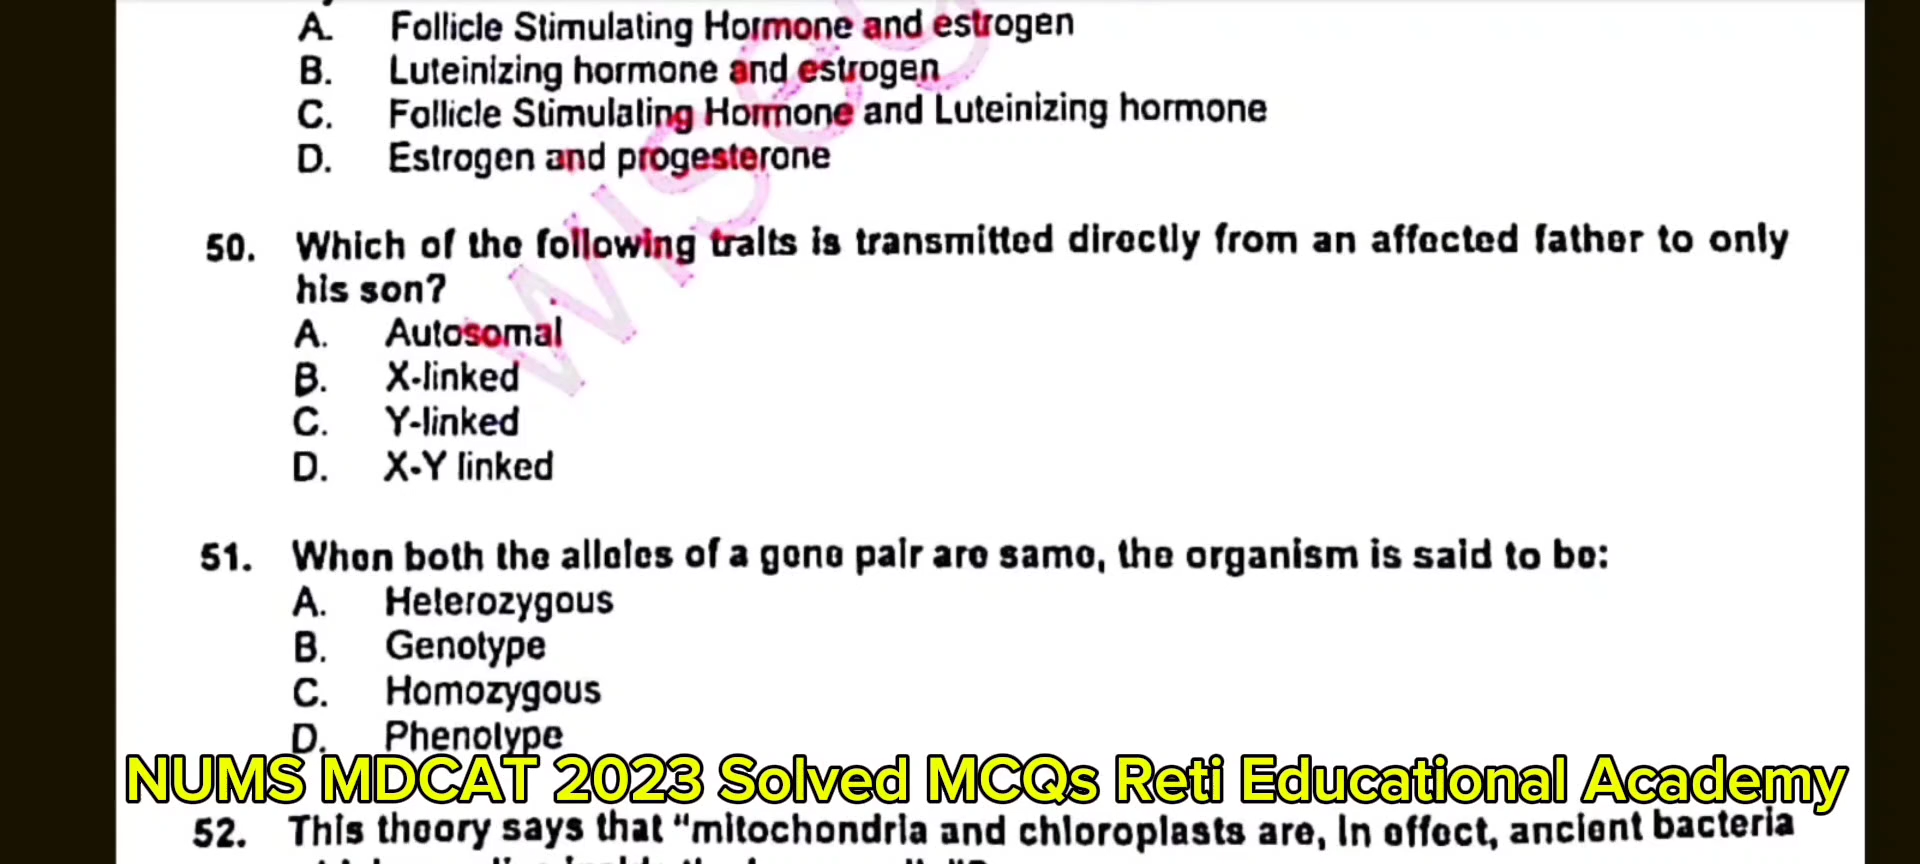 A. Follicle Stimulating Hormone and estrogen
B. Luteinizing hormone and estrogen
C. Follicle Stimulating Hormone and Luteinizing hormone
D. Estrogen and progesterone
50. Which of the following traits is transmitted directly from an affected father to only
his son?
A. Autosomal
B. X-linked
C. Y-linked
D. X-Y linked
51. When both the alleles of a gene pair are same, the organism is said to be:
A. Heterozygous
B. Genotype
C. Homozygous
D. Phenotype
NUMS MDCAT 2023 Solved MCQs Reti Educational Academy
52. This theory says that "mitochondria and chloroplasts are, in effect, ancient bacteria